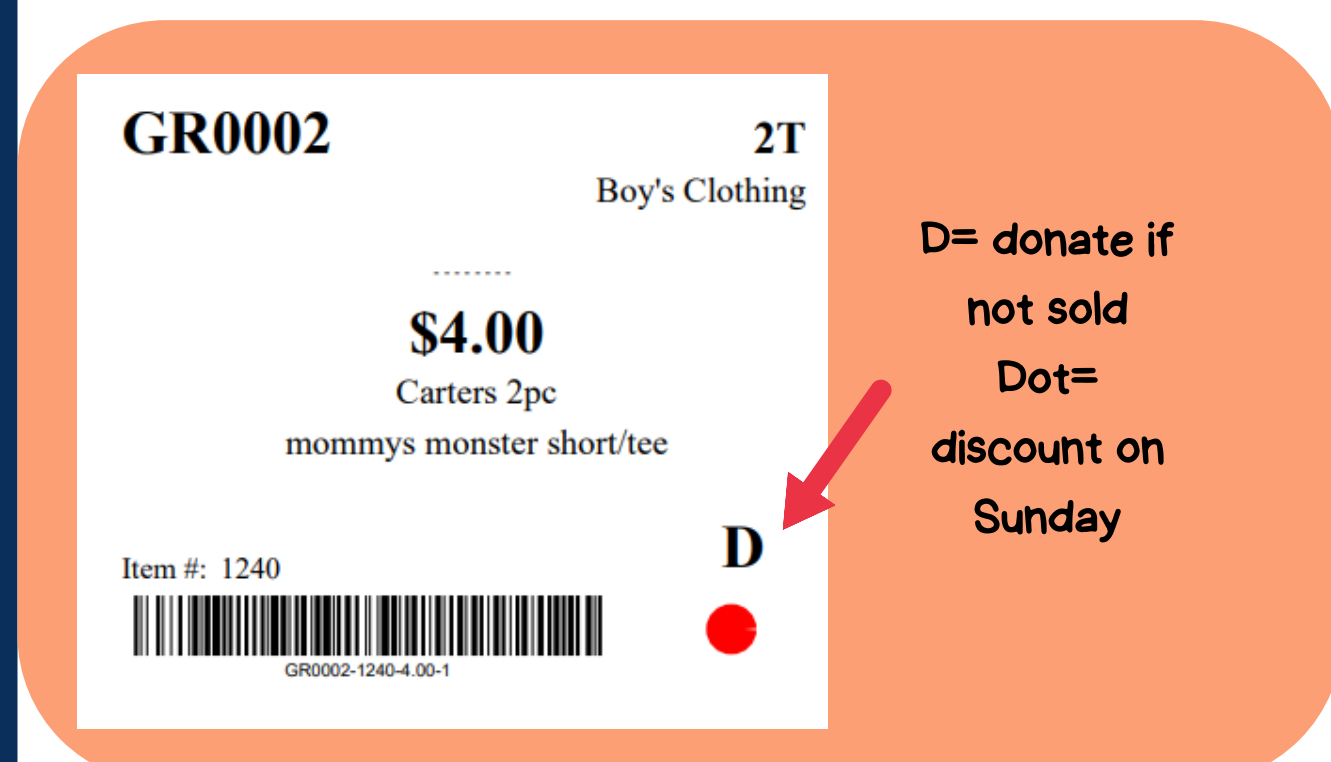 GR0002
2T
Boy's Clothing
--------
$4.00
Carters 2pc
mommys monster short/tee
D
Item #: 1240
GR0002-1240-4.00-1
D= donate if
not sold
Dot=
discount on
Sunday